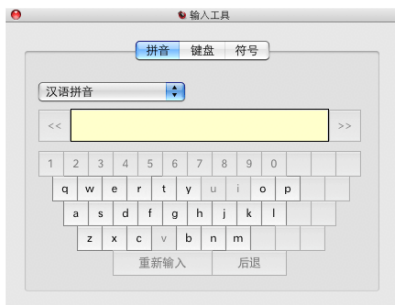 输入工具
拼音 键盘 符号
汉语拼音
<< >>
1 2 3 4 5 6 7 8 9 0
q w e r t y u i o p
a s d f g h j k l
z x c v b n m
重新输入 后退